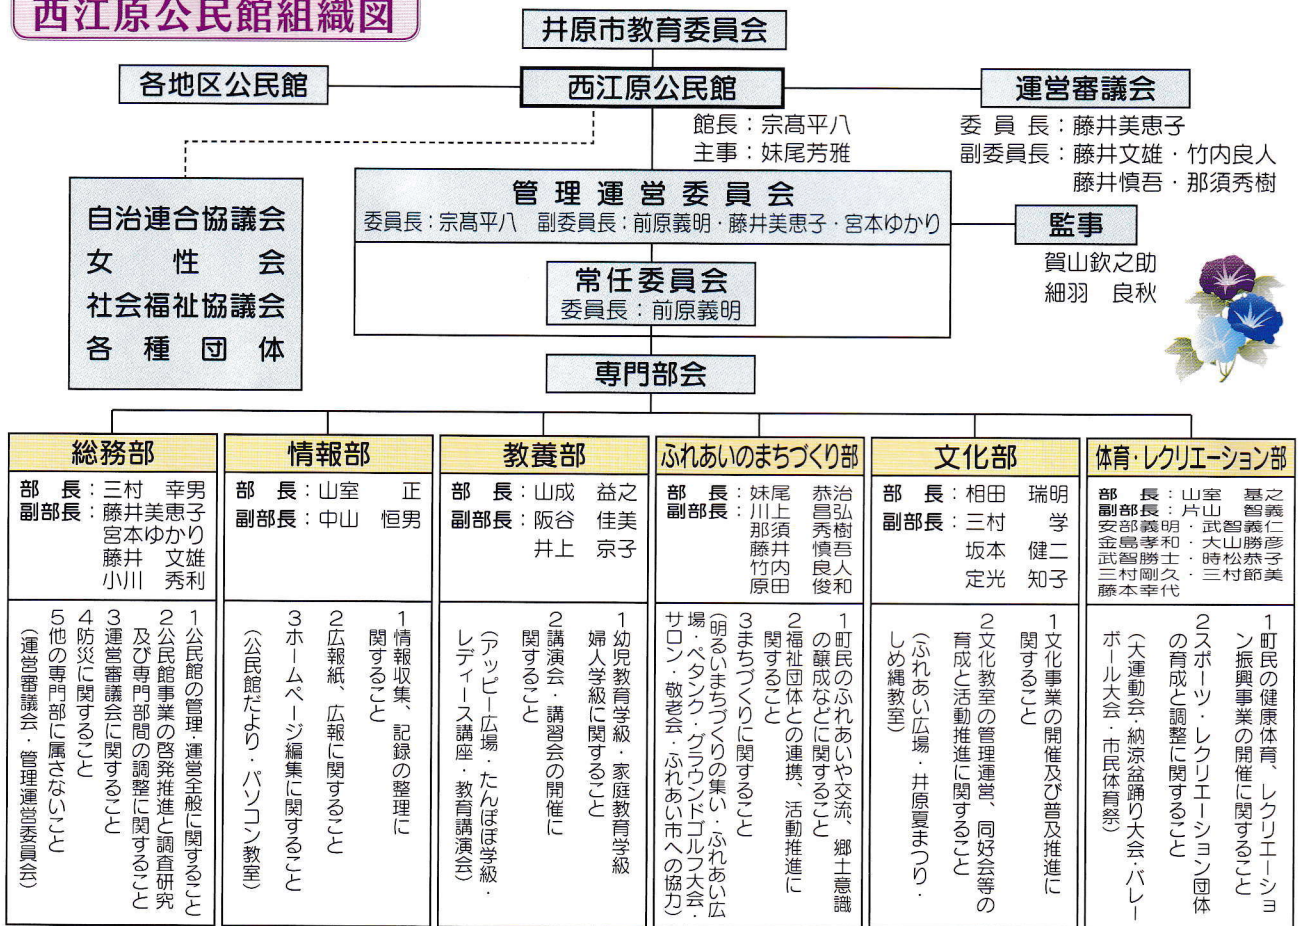 西江原公民館組織図
井原市教育委員会
各地区公民館
西江原公民館
運営審議会
館長：宗髙平八
主事：妹尾芳雅
委員長：藤井美恵子
副委員長：藤井文雄・竹内良人
藤井慎吾・那須秀樹
自治連合協議会
女性会
社会福祉協議会
各種団体
管理運営委員会
委員長：宗髙平八 副委員長：前原義明・藤井美恵子・宮本ゆかり
監事
賀山欽之助
細羽 良秋
常任委員会
委員長：前原義明
専門部会
総務部
部 長：三村 幸男
副部長：藤井美恵子
宮本ゆかり
藤井 文雄
小川 秀利
1公民館の管理・運営全般に関すること
2公民館事業の啓発推進と調査研究
及び専門部間の調整に関すること
3運営審議会に関すること
4防災に関すること
5他の専門部に属さないこと
（運営審議会・管理運営委員会）
情報部
部 長：山室 正
副部長：中山 恒男
1情報収集、記録の整理に
関すること
2広報紙、広報に関すること
3ホームページ編集に関すること
（公民館だより・パソコン教室）
教養部
部 長：山成 益之
副部長：阪谷 佳美
井上 京子
1幼児教育学級・家庭教育学級
婦人学級に関すること
2講演会・講習会の開催に
関すること
（アッピー広場・たんぽぽ学級・
レディース講座・教育講演会）
ふれあいのまちづくり部
部 長：妹尾 恭治
副部長：川上 昌弘
那須 秀樹
藤井 慎吾
竹内 良人
原田 俊和
1町民のふれあいや交流、郷土意識
の醸成などに関すること
2福祉団体との連携、活動推進に
関すること
3まちづくりに関すること
（明るいまちづくりの集い・ふれあい広
場・ペタンク・グラウンドゴルフ大会・
サロン・敬老会・ふれあい市への協力）
文化部
部 長：相田 瑞明
副部長：三村 学
坂本 健二
定光 知子
1文化事業の開催及び普及推進に
関すること
2文化教室の管理運営、同好会等の
育成と活動推進に関すること
（ふれあい広場・井原夏まつり・
しめ縄教室）
体育・レクリエーション部
部 長：山室 基之
副部長：片山 智義
安部義明・武智義仁
金島孝和・大山勝彦
武智勝士・時松恭子
三村剛久・三村節美
藤本幸代
1町民の健康体育、レクリエーショ
ン振興事業の開催に関すること
2スポーツ・レクリエーション団体
の育成と調整に関すること
（大運動会・納涼盆踊り大会・バレー
ボール大会・市民体育祭）